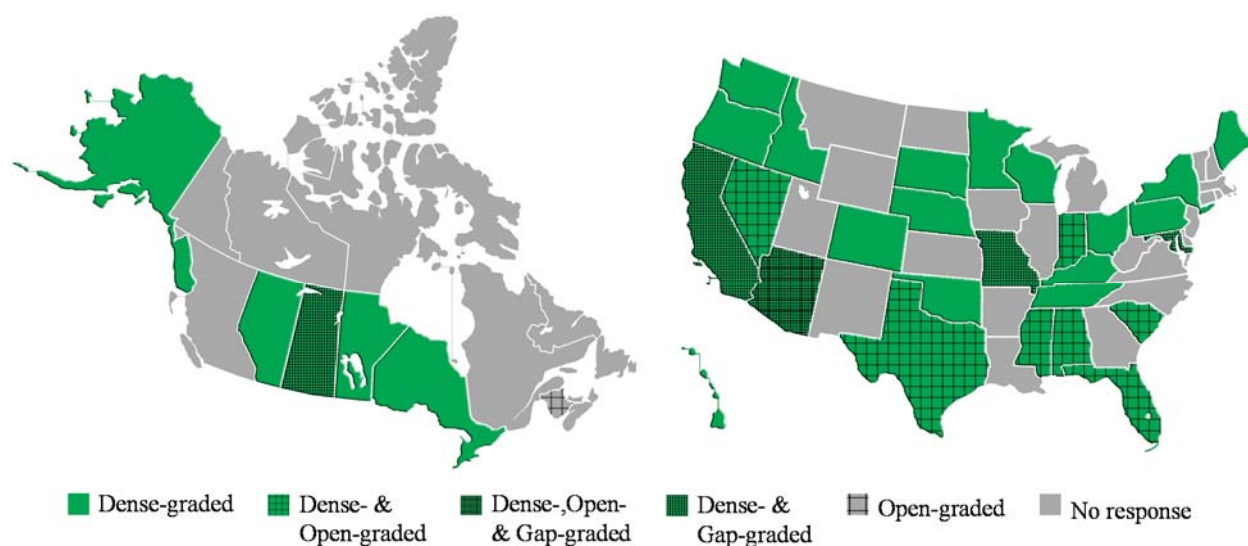 Dense-graded
Dense- &
Open-graded
Dense-,Open-
& Gap-graded
Dense- &
Gap-graded
Open-graded
No response